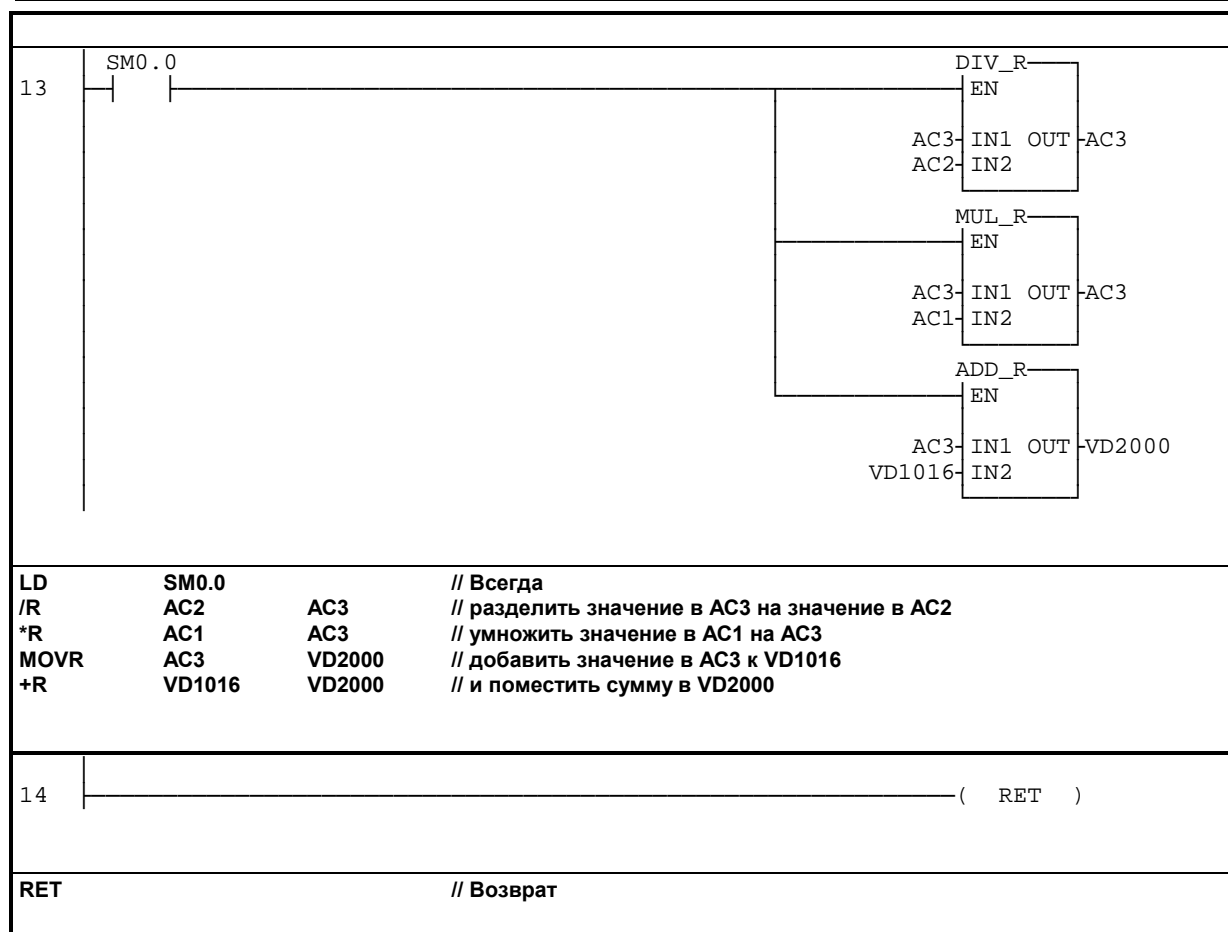 SM0.0 DIV_R
13 EN
AC3 IN1 OUT AC3
AC2 IN2
MUL_R
EN
AC3 IN1 OUT AC3
AC1 IN2
ADD_R
EN
AC3 IN1 OUT VD2000
VD1016 IN2
LD SM0.0 // Всегда
/R AC2 AC3 // разделить значение в AC3 на значение в AC2
*R AC1 AC3 // умножить значение в AC1 на AC3
MOVR AC3 VD2000 // добавить значение в AC3 к VD1016
+R VD1016 VD2000 // и поместить сумму в VD2000
14 ( RET )
RET // Возврат